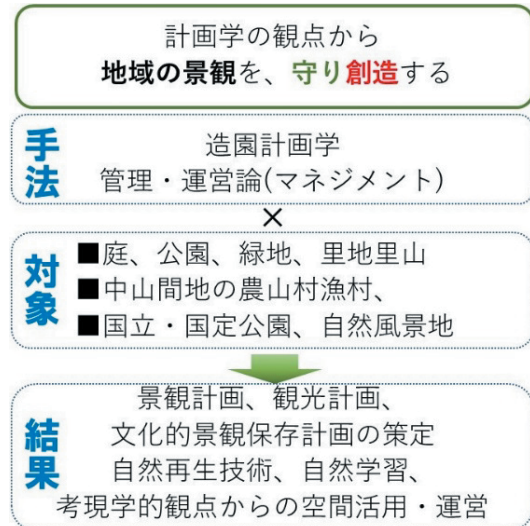 計画学の観点から
地域の景観を、守り創造する
手法
造園計画学
管理・運営論(マネジメント)
×
対象
■庭、公園、緑地、里地里山
■中山間地の農山村漁村、
■国立・国定公園、自然風景地
結果
景観計画、観光計画、
文化的景観保存計画の策定
自然再生技術、自然学習、
考現学的観点からの空間活用・運営